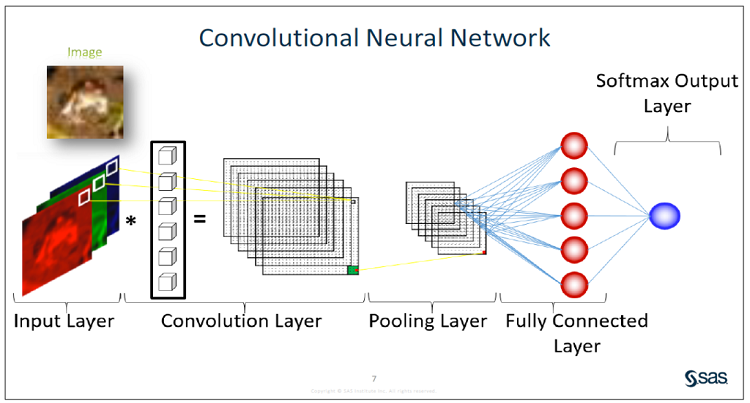 Convolutional Neural Network
Image
Softmax Output
Layer
*
=
Input Layer
Convolution Layer
Pooling Layer
Fully Connected
Layer
7
Copyright © SAS Institute Inc. All rights reserved.
sas